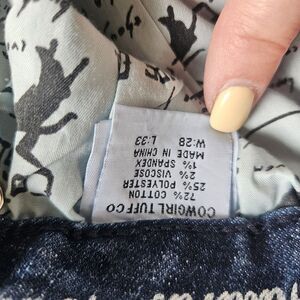 COWGIRL TUFF CO
72% COTTON
25% POLYESTER
2% VISCOSE
1% SPANDEX
MADE IN CHINA
W:28 L:33